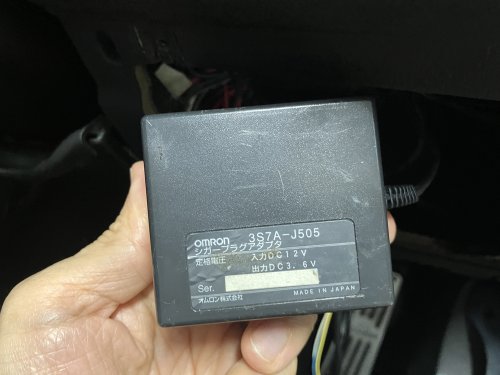 OMRON 3S7A-J505
シガープラグアダプタ
定格電圧 入力DC12V
出力DC3.6V
Ser.
オムロン株式会社 MADE IN JAPAN